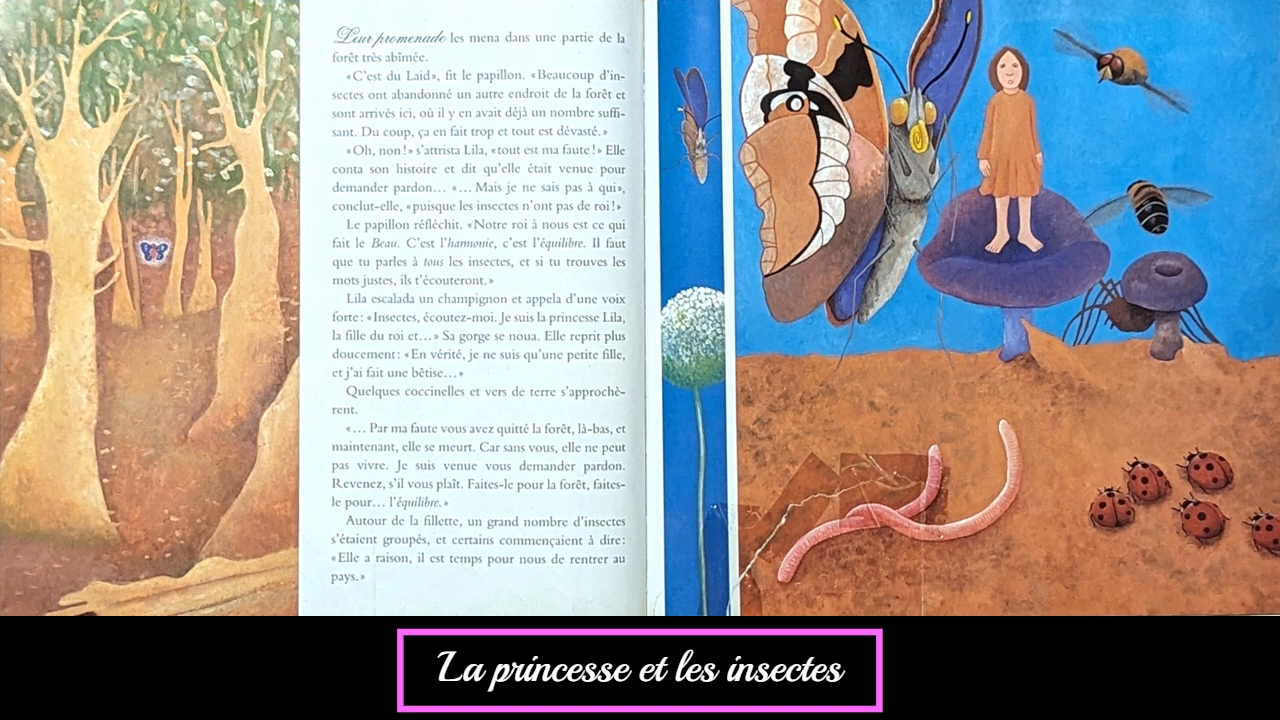 Leur promenade les mena dans une partie de la
forêt très abîmée.
«C'est du Laid», fit le papillon. «Beaucoup d'in-
sectes ont abandonné un autre endroit de la forêt et
sont arrivés ici, où il y en avait déjà un nombre suffi-
sant. Du coup, ça en fait trop et tout est dévasté.»
«Oh, non!» s'attrista Lila, «tout est ma faute!» Elle
conta son histoire et dit qu'elle était venue pour
demander pardon... «... Mais je ne sais pas à qui»,
conclut-elle, «puisque les insectes n'ont pas de roi!»
Le papillon réfléchit. «Notre roi à nous est ce qui
fait le Beau. C'est l'harmonie, c'est l'équilibre. Il faut
que tu parles à tous les insectes, et si tu trouves les
mots justes, ils t'écouteront.»
Lila escalada un champignon et appela d'une voix
forte: «Insectes, écoutez-moi. Je suis la princesse Lila,
la fille du roi et...» Sa gorge se noua. Elle reprit plus
doucement: «En vérité, je ne suis qu'une petite fille,
et j'ai fait une bêtise...»
Quelques coccinelles et vers de terre s'approchè-
rent.
«... Par ma faute vous avez quitté la forêt, là-bas, et
maintenant, elle se meurt. Car sans vous, elle ne peut
pas vivre. Je suis venue vous demander pardon.
Revenez, s'il vous plaît. Faites-le pour la forêt, faites-
le pour... l'équilibre.»
Autour de la fillette, un grand nombre d'insectes
s'étaient groupés, et certains commençaient à dire:
«Elle a raison, il est temps pour nous de rentrer au
pays.»
La princesse et les insectes